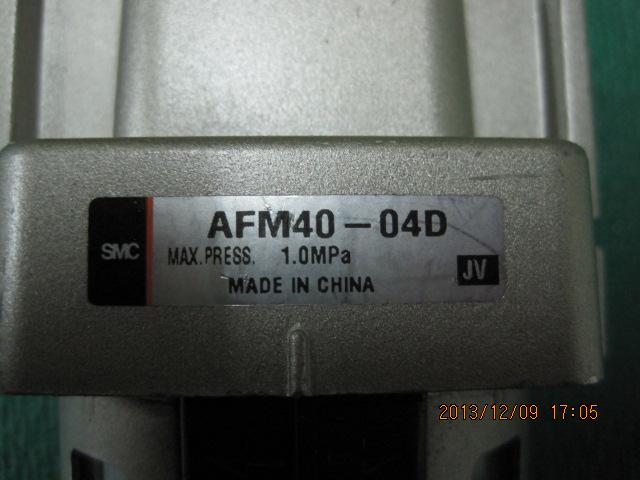 AFM40-04D
SMC
MAX.PRESS. 1.0MPa
JV
MADE IN CHINA
2013/12/09 17:05